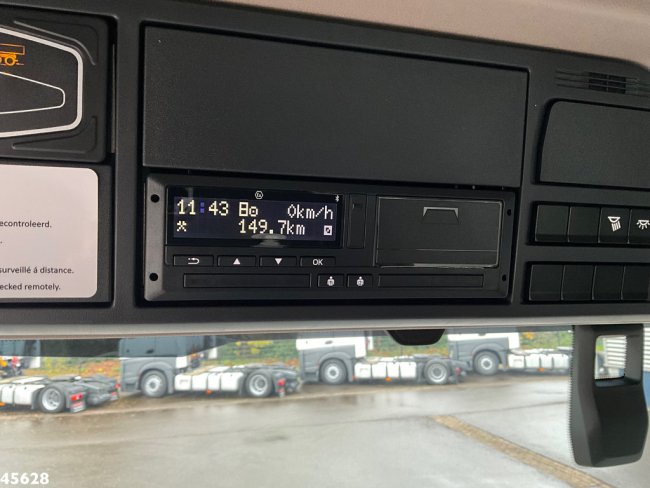 econtroleerd.
surveillé á distance.
ecked remotely.
11:43 0km/h
149.7km
OK
45628